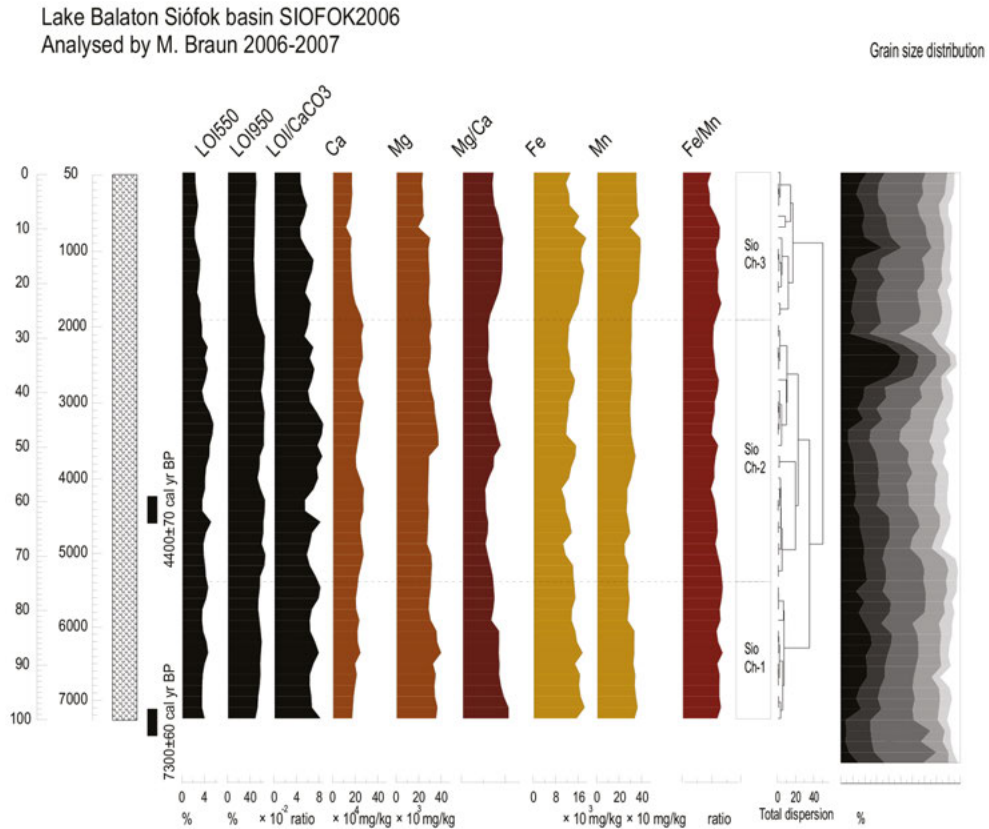 Lake Balaton Siófok basin SIOFOK2006
Analysed by M. Braun 2006-2007
Grain size distribution
LOI550
LOI950
LOI/CaCO3
Ca
Mg
Mg/Ca
Fe
Mn
Fe/Mn
0
10
20
30
40
50
60
70
80
90
100
50
1000
2000
3000
4000
5000
6000
7000
4400±70 cal yr BP
7300±60 cal yr BP
Sio
Ch-3
Sio
Ch-2
Sio
Ch-1
0 4
0 40
0 4 8
0 20 40
0 20 40
0 8 16
0 20 40
0 20 40
% % × 10⁻² ratio × 10⁴ mg/kg × 10³ mg/kg × 10³ mg/kg × 10 mg/kg ratio Total dispersion %